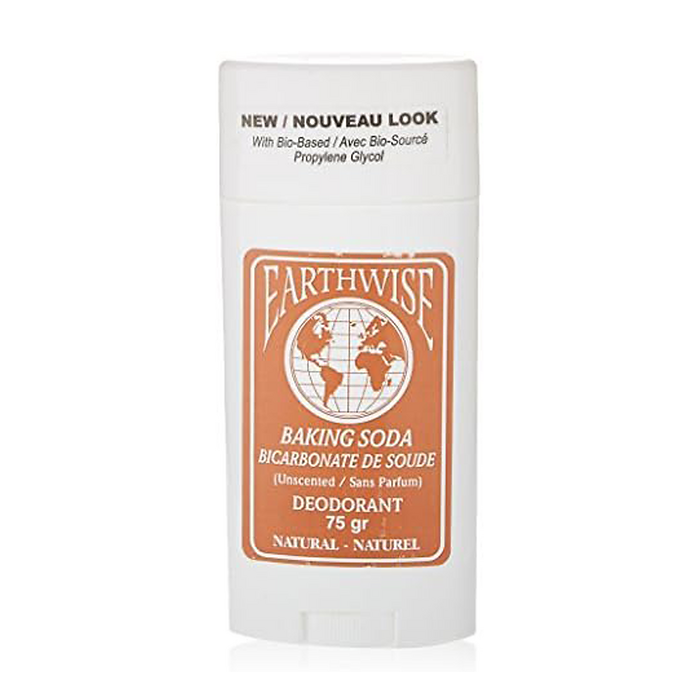 NEW / NOUVEAU LOOK
With Bio-Based / Avec Bio-Sourcé
Propylene Glycol
EARTHWISE
BAKING SODA
BICARBONATE DE SOUDE
(Unscented / Sans Parfum)
DEODORANT
75 gr
NATURAL - NATUREL